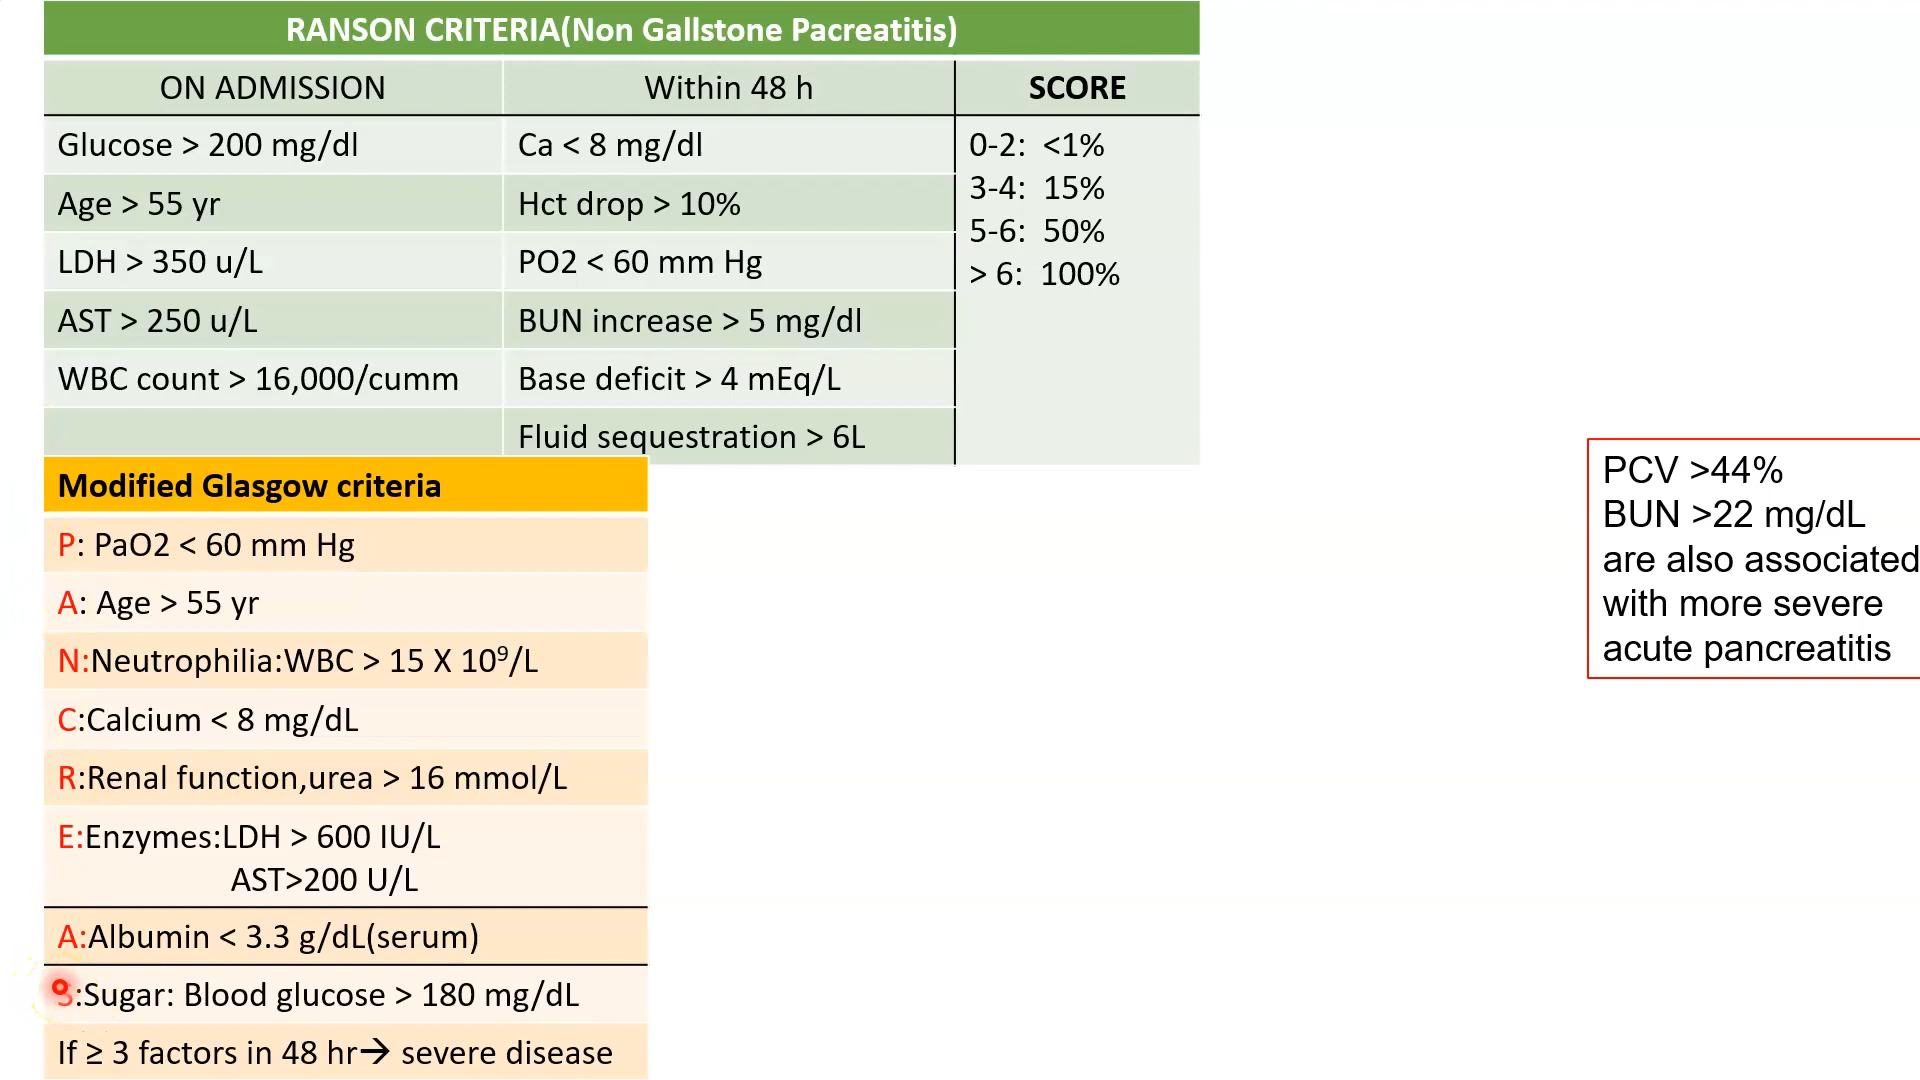 RANSON CRITERIA(Non Gallstone Pacreatitis)
ON ADMISSION Within 48 h SCORE
Glucose > 200 mg/dl Ca < 8 mg/dl 0-2: <1%
3-4: 15%
5-6: 50%
> 6: 100%
Age > 55 yr Hct drop > 10%
LDH > 350 u/L PO2 < 60 mm Hg
AST > 250 u/L BUN increase > 5 mg/dl
WBC count > 16,000/cumm Base deficit > 4 mEq/L
Fluid sequestration > 6L
Modified Glasgow criteria
P: PaO2 < 60 mm Hg
A: Age > 55 yr
N:Neutrophilia:WBC > 15 X 10⁹/L
C:Calcium < 8 mg/dL
R:Renal function,urea > 16 mmol/L
E:Enzymes:LDH > 600 IU/L
AST>200 U/L
A:Albumin < 3.3 g/dL(serum)
S:Sugar: Blood glucose > 180 mg/dL
If ≥ 3 factors in 48 hr→ severe disease
PCV >44%
BUN >22 mg/dL
are also associated
with more severe
acute pancreatitis